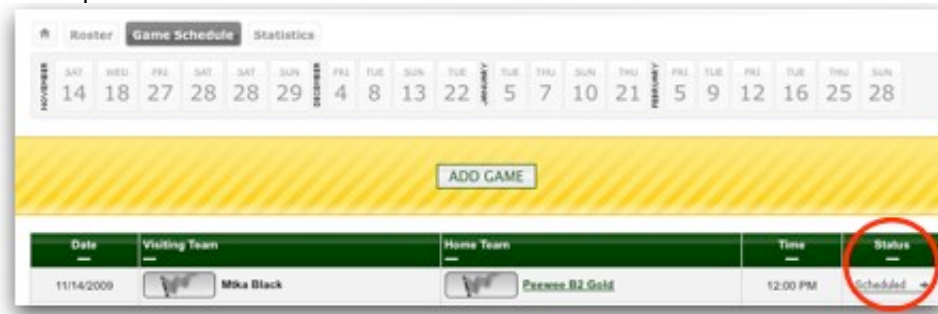 Roster Game Schedule Statistics
NOVEMBER SAT WED FRI SAT SAT SUN DECEMBER FRI TUE SUN TUE JANUARY TUE THU SUN THU FEBRUARY FRI TUE FRI TUE THU SUN
14 18 27 28 28 29 4 8 13 22 5 7 10 21 5 9 12 16 25 28
ADD GAME
Date Visiting Team Home Team Time Status
11/14/2009 Mtka Black Peewee B2 Gold 12:00 PM Scheduled